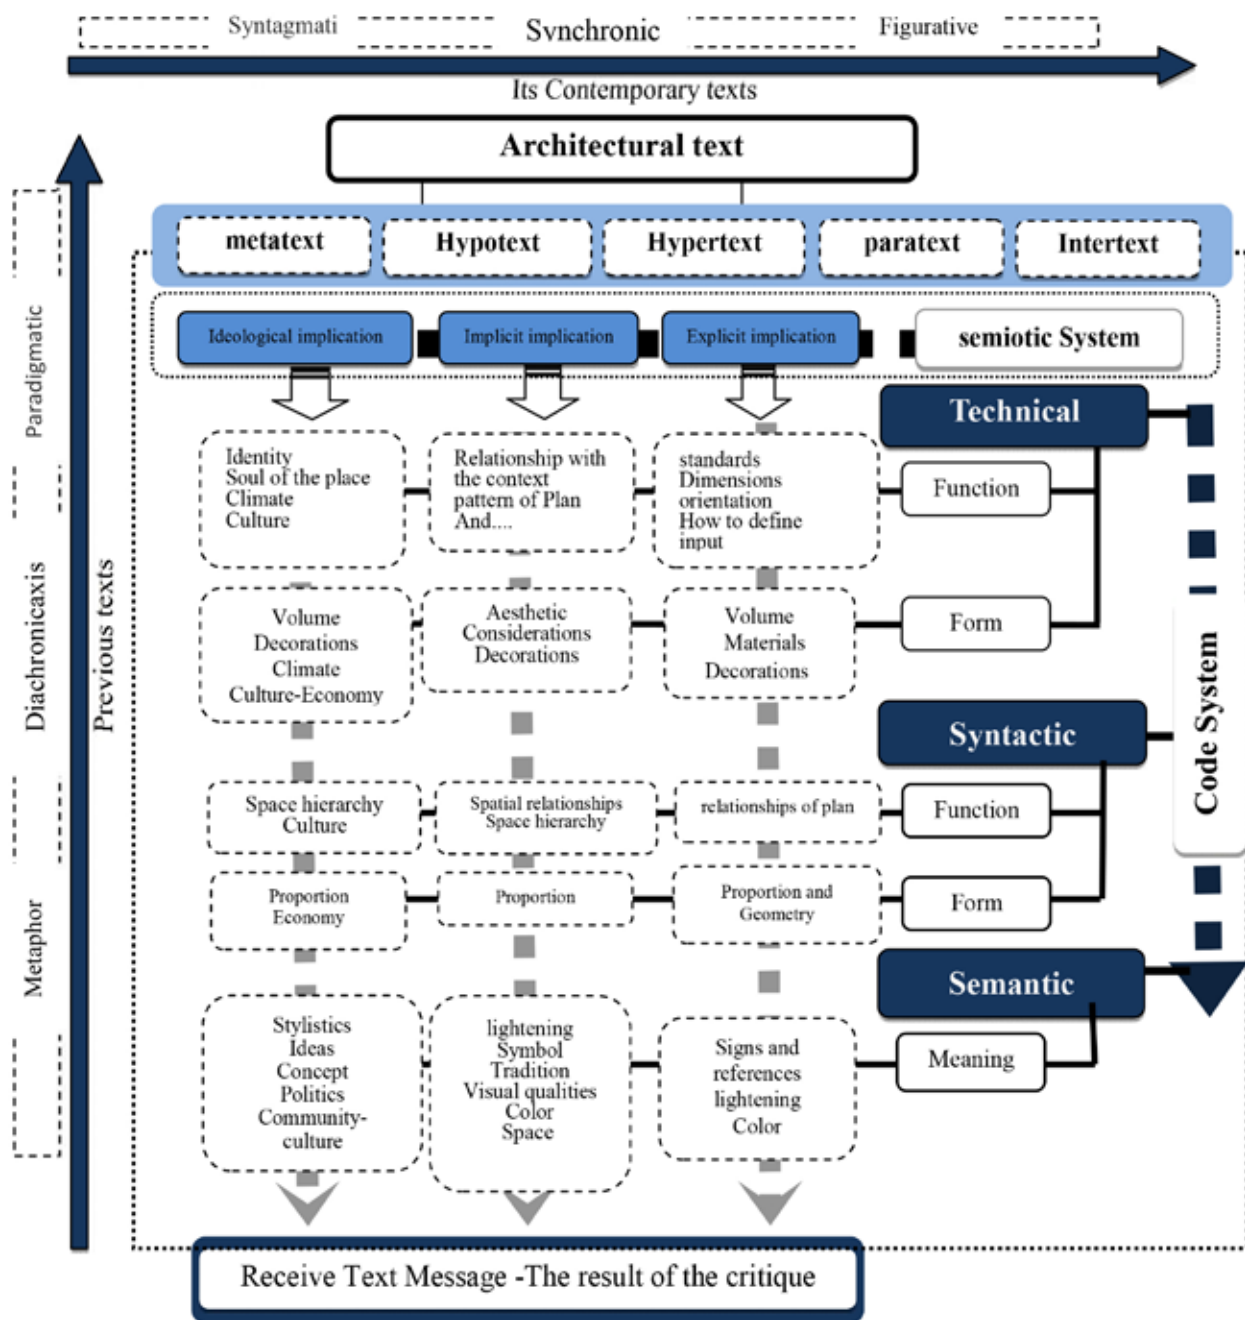 Syntagmati
Synchronic
Figurative
Its Contemporary texts
Architectural text
metatext
Hypotext
Hypertext
paratext
Intertext
Ideological implication
Implicit implication
Explicit implication
semiotic System
Technical
Identity
Soul of the place
Climate
Culture
Relationship with
the context
pattern of Plan
And....
standards
Dimensions
orientation
How to define
input
Function
Volume
Decorations
Climate
Culture-Economy
Aesthetic
Considerations
Decorations
Volume
Materials
Decorations
Form
Syntactic
Space hierarchy
Culture
Spatial relationships
Space hierarchy
relationships of plan
Function
Proportion
Economy
Proportion
Proportion and
Geometry
Form
Semantic
Stylistics
Ideas
Concept
Politics
Community-
culture
lightening
Symbol
Tradition
Visual qualities
Color
Space
Signs and
references
lightening
Color
Meaning
Code System
Paradigmatic
Diachronicaxis
Metaphor
Previous texts
Receive Text Message -The result of the critique